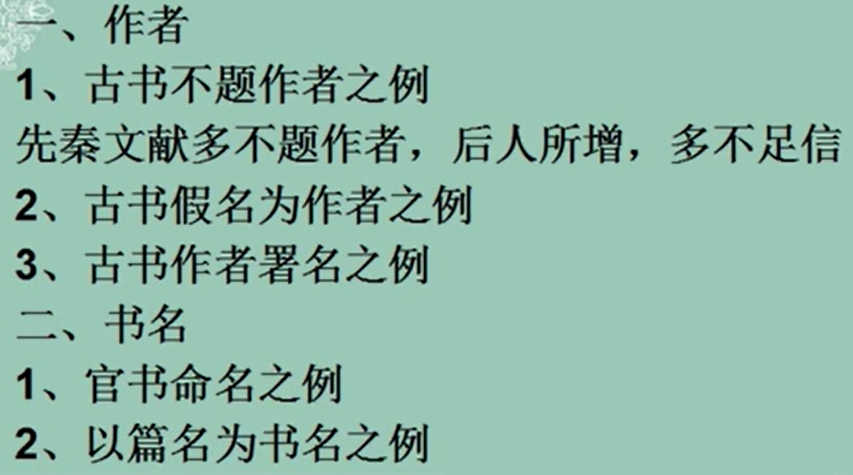 一、作者
1、古书不题作者之例
先秦文献多不题作者，后人所增，多不足信
2、古书假名为作者之例
3、古书作者署名之例
二、书名
1、官书命名之例
2、以篇名为书名之例